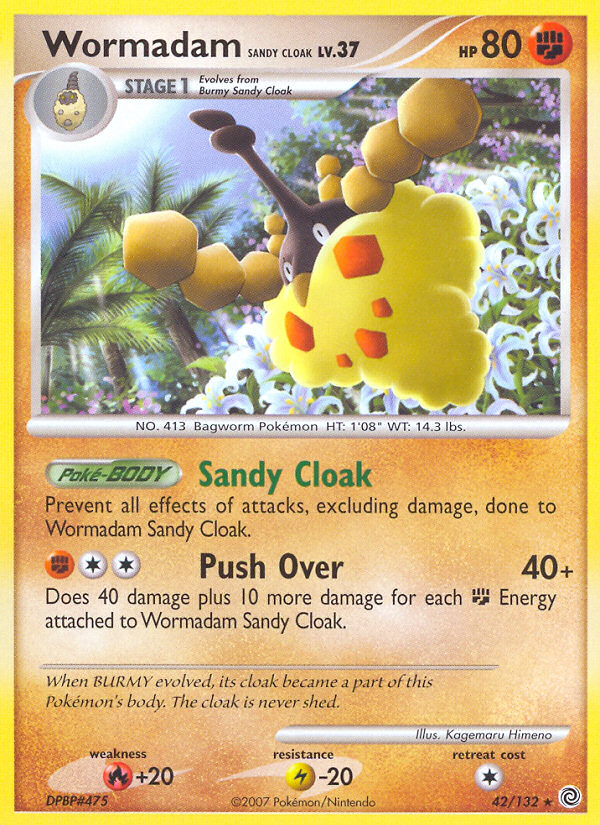 Wormadam SANDY CLOAK LV.37 HP 80
STAGE 1 Evolves from
Burmy Sandy Cloak
NO. 413 Bagworm Pokémon HT: 1'08" WT: 14.3 lbs.
Poké-BODY Sandy Cloak
Prevent all effects of attacks, excluding damage, done to
Wormadam Sandy Cloak.
Push Over 40+
Does 40 damage plus 10 more damage for each Energy
attached to Wormadam Sandy Cloak.
When BURMY evolved, its cloak became a part of this
Pokémon's body. The cloak is never shed.
Illus. Kagemaru Himeno
weakness resistance retreat cost
+20 -20
DPBP#475 ©2007 Pokémon/Nintendo 42/132 ★